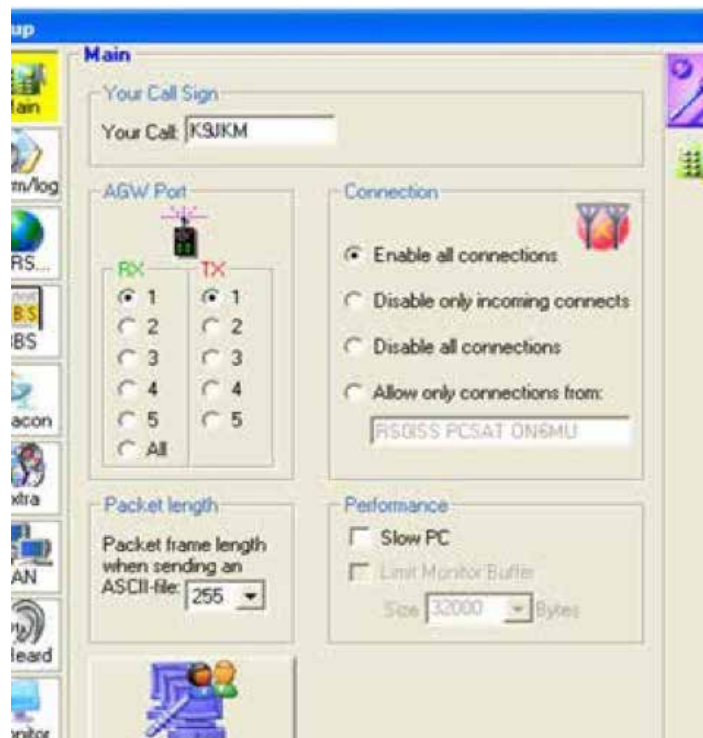 up
Main
Your Call Sign
Your Call: K9JKM
AGW Port
RX TX
1 1
2 2
3 3
4 4
5 5
All
Connection
Enable all connections
Disable only incoming connects
Disable all connections
Allow only connections from:
RS0ISS PCSAT ON6MU
Packet length
Packet frame length
when sending an
ASCII-file: 255
Performance
Slow PC
Limit Monitor Buffer
Size 32000 Bytes
ain
m/log
RS...
BS
BBS
acon
xtra
AN
Heard
onitor